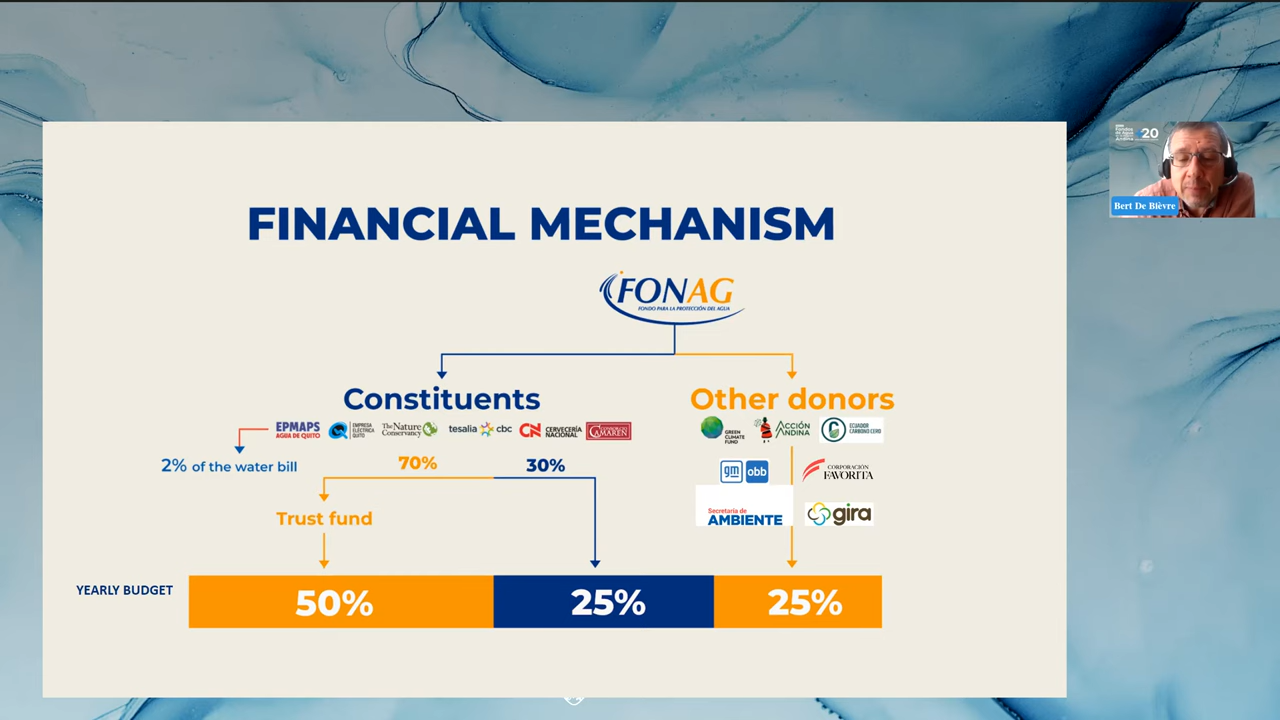 FINANCIAL MECHANISM
FONAG
FONDO PARA LA PROTECCIÓN DEL AGUA
Constituents
Other donors
EPMAPS
AGUA DE QUITO
EMPRESA
ELÉCTRICA
QUITO
The Nature
Conservancy
tesalia cbc
CN CERVECERÍA
NACIONAL
CAMAREN
GREEN
CLIMATE
FUND
ACCIÓN
ANDINA
ECUADOR
CARBONO CERO
2% of the water bill
70%
30%
gm obb
CORPORACIÓN
FAVORITA
Trust fund
Secretaría de
AMBIENTE
gira
YEARLY BUDGET
50%
25%
25%
+20
Bert De Bièvre